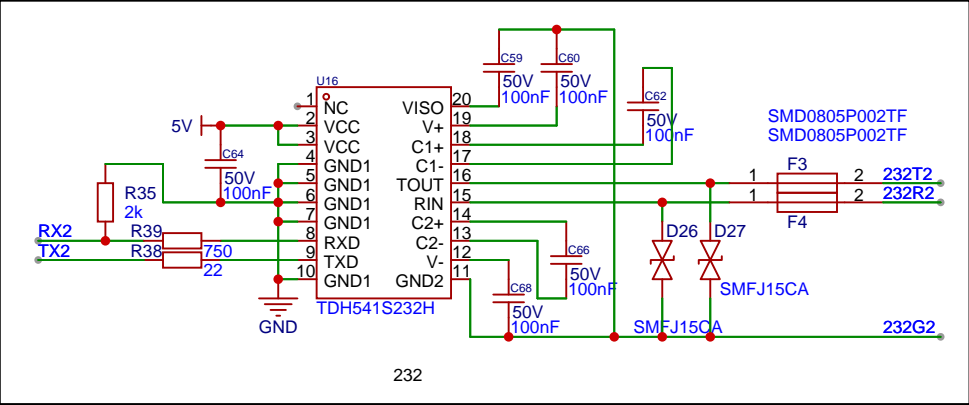 C59
50V
100nF
C60
50V
100nF
C62
50V
100nF
U16
1 NC VISO 20
5V
2 VCC V+ 19
3 VCC C1+ 18
4 GND1 C1- 17
5 GND1 TOUT 16
6 GND1 RIN 15
7 GND1 C2+ 14
8 RXD C2- 13
9 TXD V- 12
10 GND1 GND2 11
TDH541S232H
C64
50V
100nF
R35
2k
RX2
R39
750
TX2
R38
22
GND
C66
50V
100nF
C68
50V
100nF
SMD0805P002TF
SMD0805P002TF
F3
1 2 232T2
1 2 232R2
F4
D26
D27
SMFJ15CA
SMFJ15CA
232G2
232